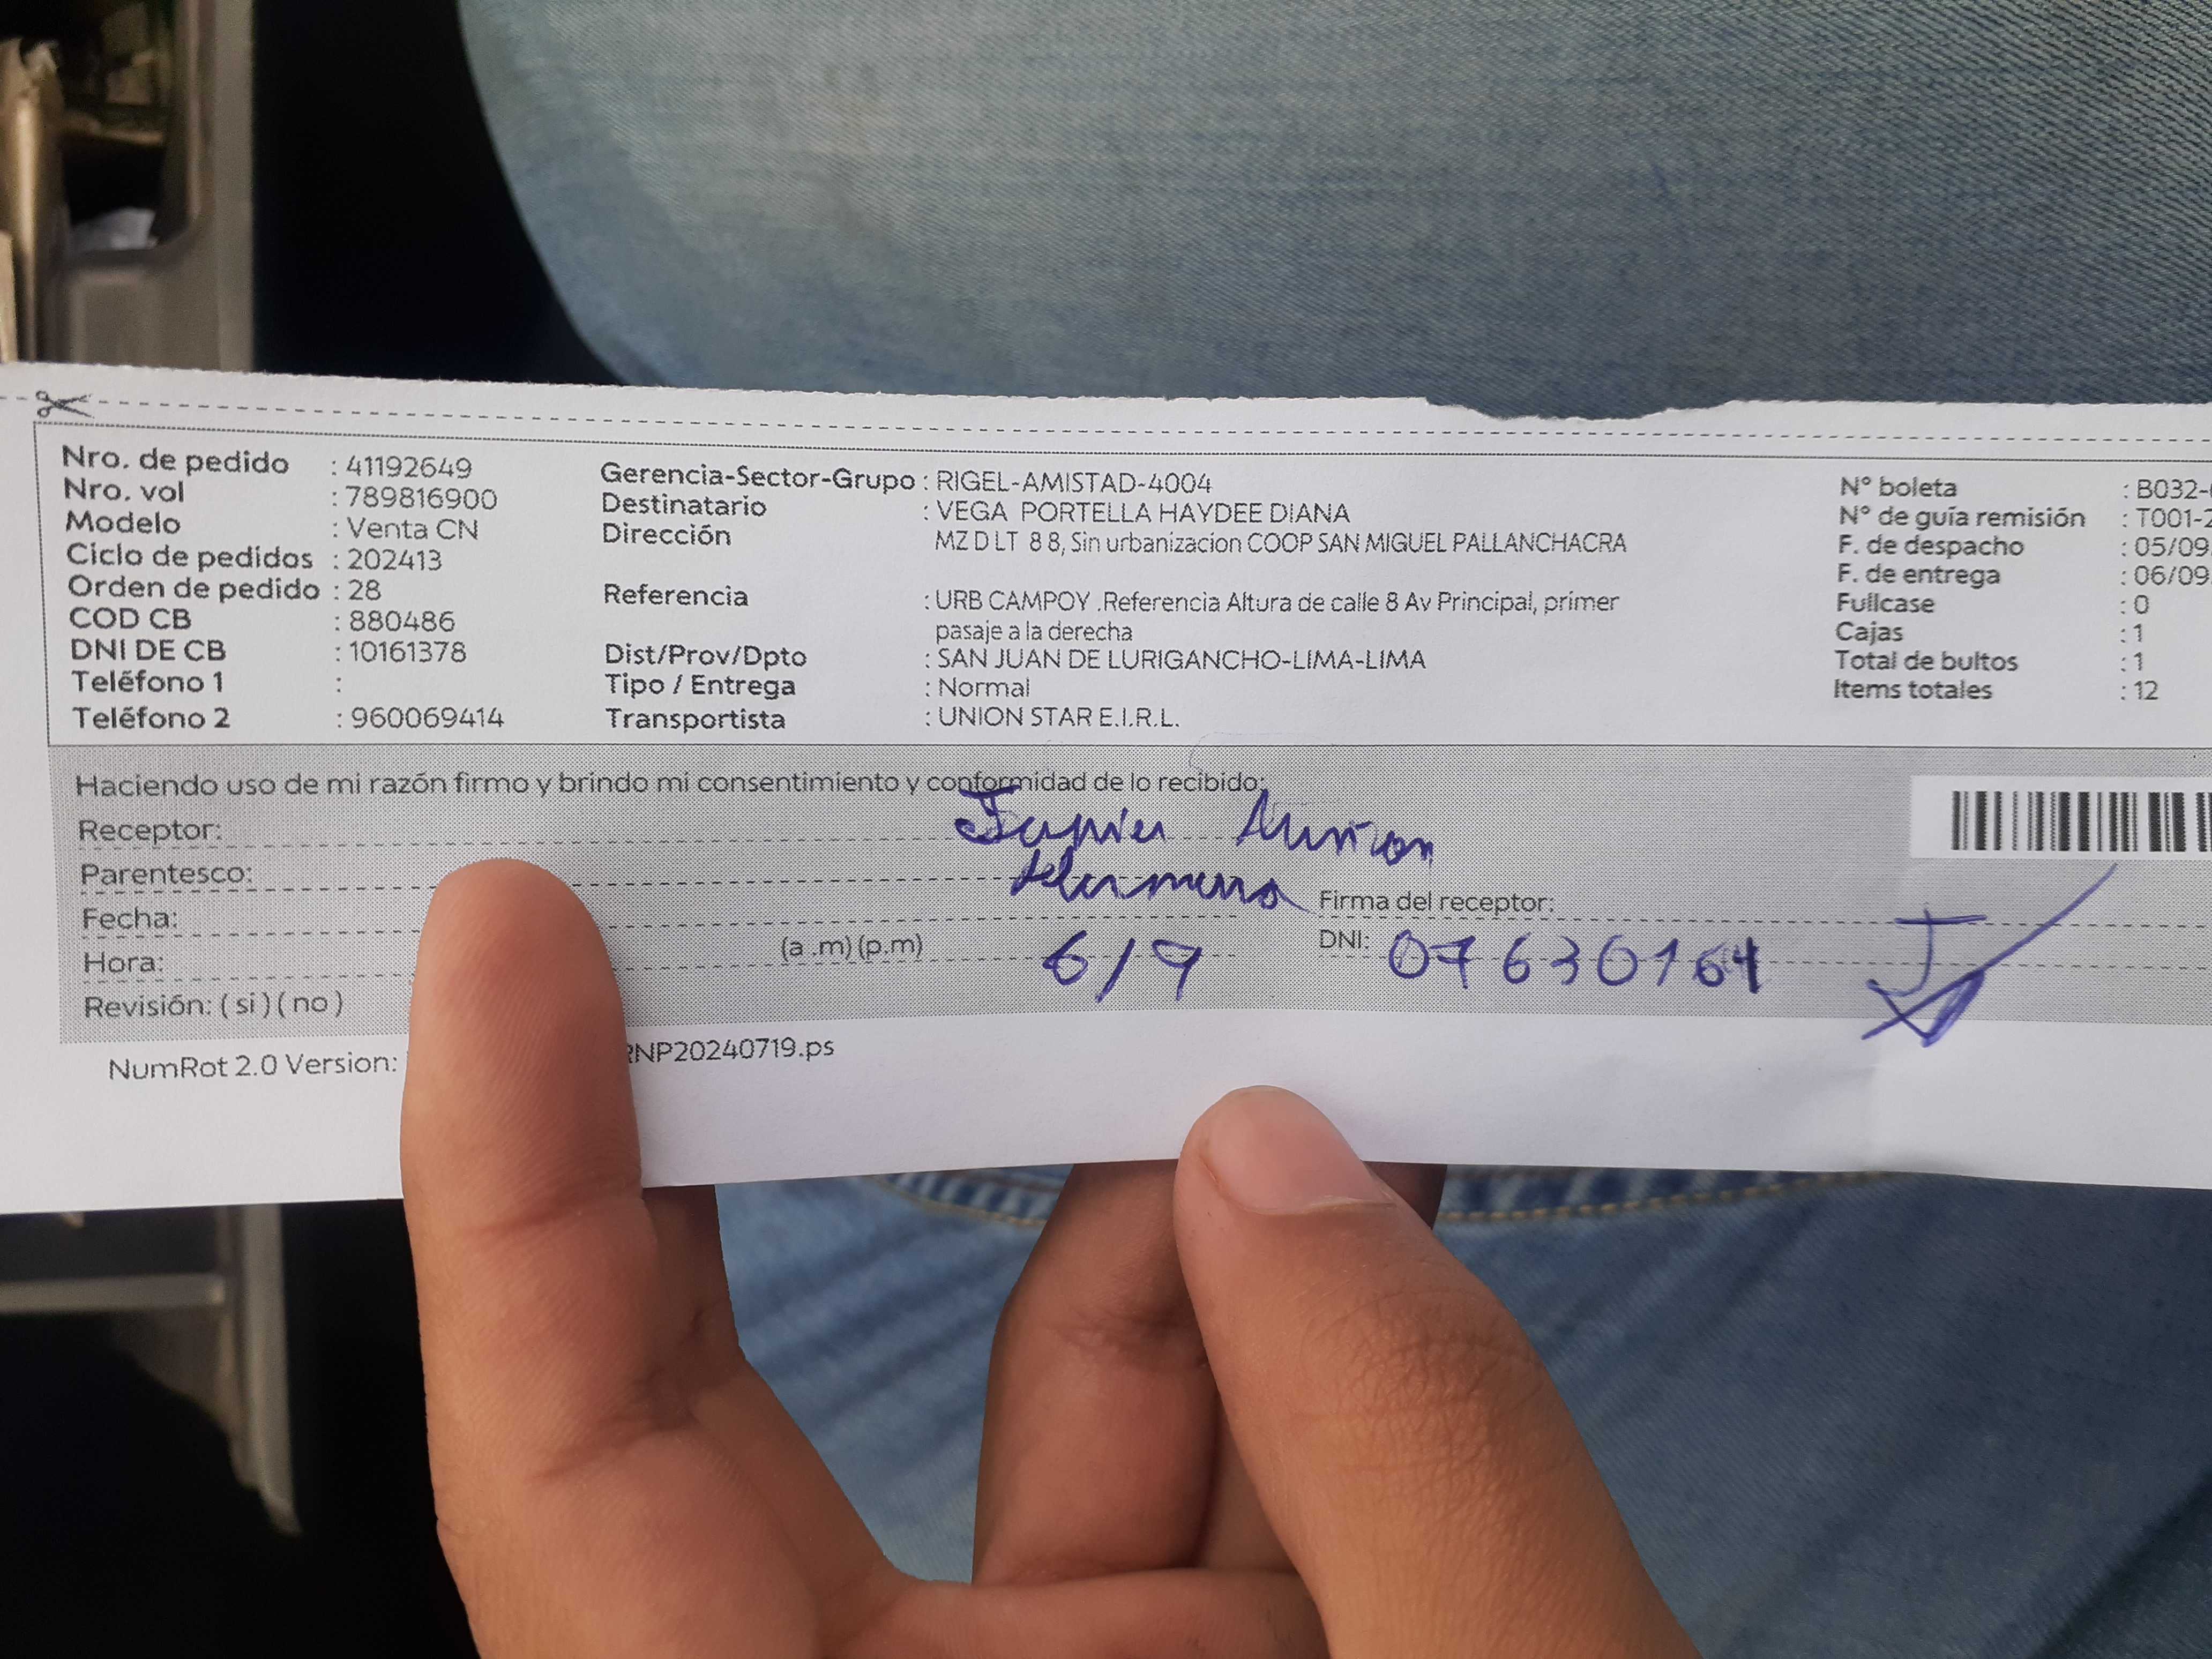 Nro. de pedido : 41192649
Nro. vol : 789816900
Modelo : Venta CN
Ciclo de pedidos : 202413
Orden de pedido : 28
COD CB : 880486
DNI DE CB : 10161378
Teléfono 1 :
Teléfono 2 : 960069414
Gerencia-Sector-Grupo : RIGEL-AMISTAD-4004
Destinatario : VEGA PORTELLA HAYDEE DIANA
Dirección MZ D LT 8 8, Sin urbanizacion COOP SAN MIGUEL PALLANCHACRA
Referencia : URB CAMPOY .Referencia Altura de calle 8 Av Principal, primer
pasaje a la derecha
Dist/Prov/Dpto : SAN JUAN DE LURIGANCHO-LIMA-LIMA
Tipo / Entrega : Normal
Transportista : UNION STAR E.I.R.L.
N° boleta : B032-
N° de guía remisión : T001-2
F. de despacho : 05/09
F. de entrega : 06/09
Fullcase : 0
Cajas : 1
Total de bultos : 1
Items totales : 12
Haciendo uso de mi razón firmo y brindo mi consentimiento y conformidad de lo recibido:
Receptor:
Parentesco:
Fecha:
Hora: (a .m) (p.m) 6/9
Revisión: ( si ) ( no )
Firma del receptor:
DNI: 07630164
NumRot 2.0 Version: RNP20240719.ps